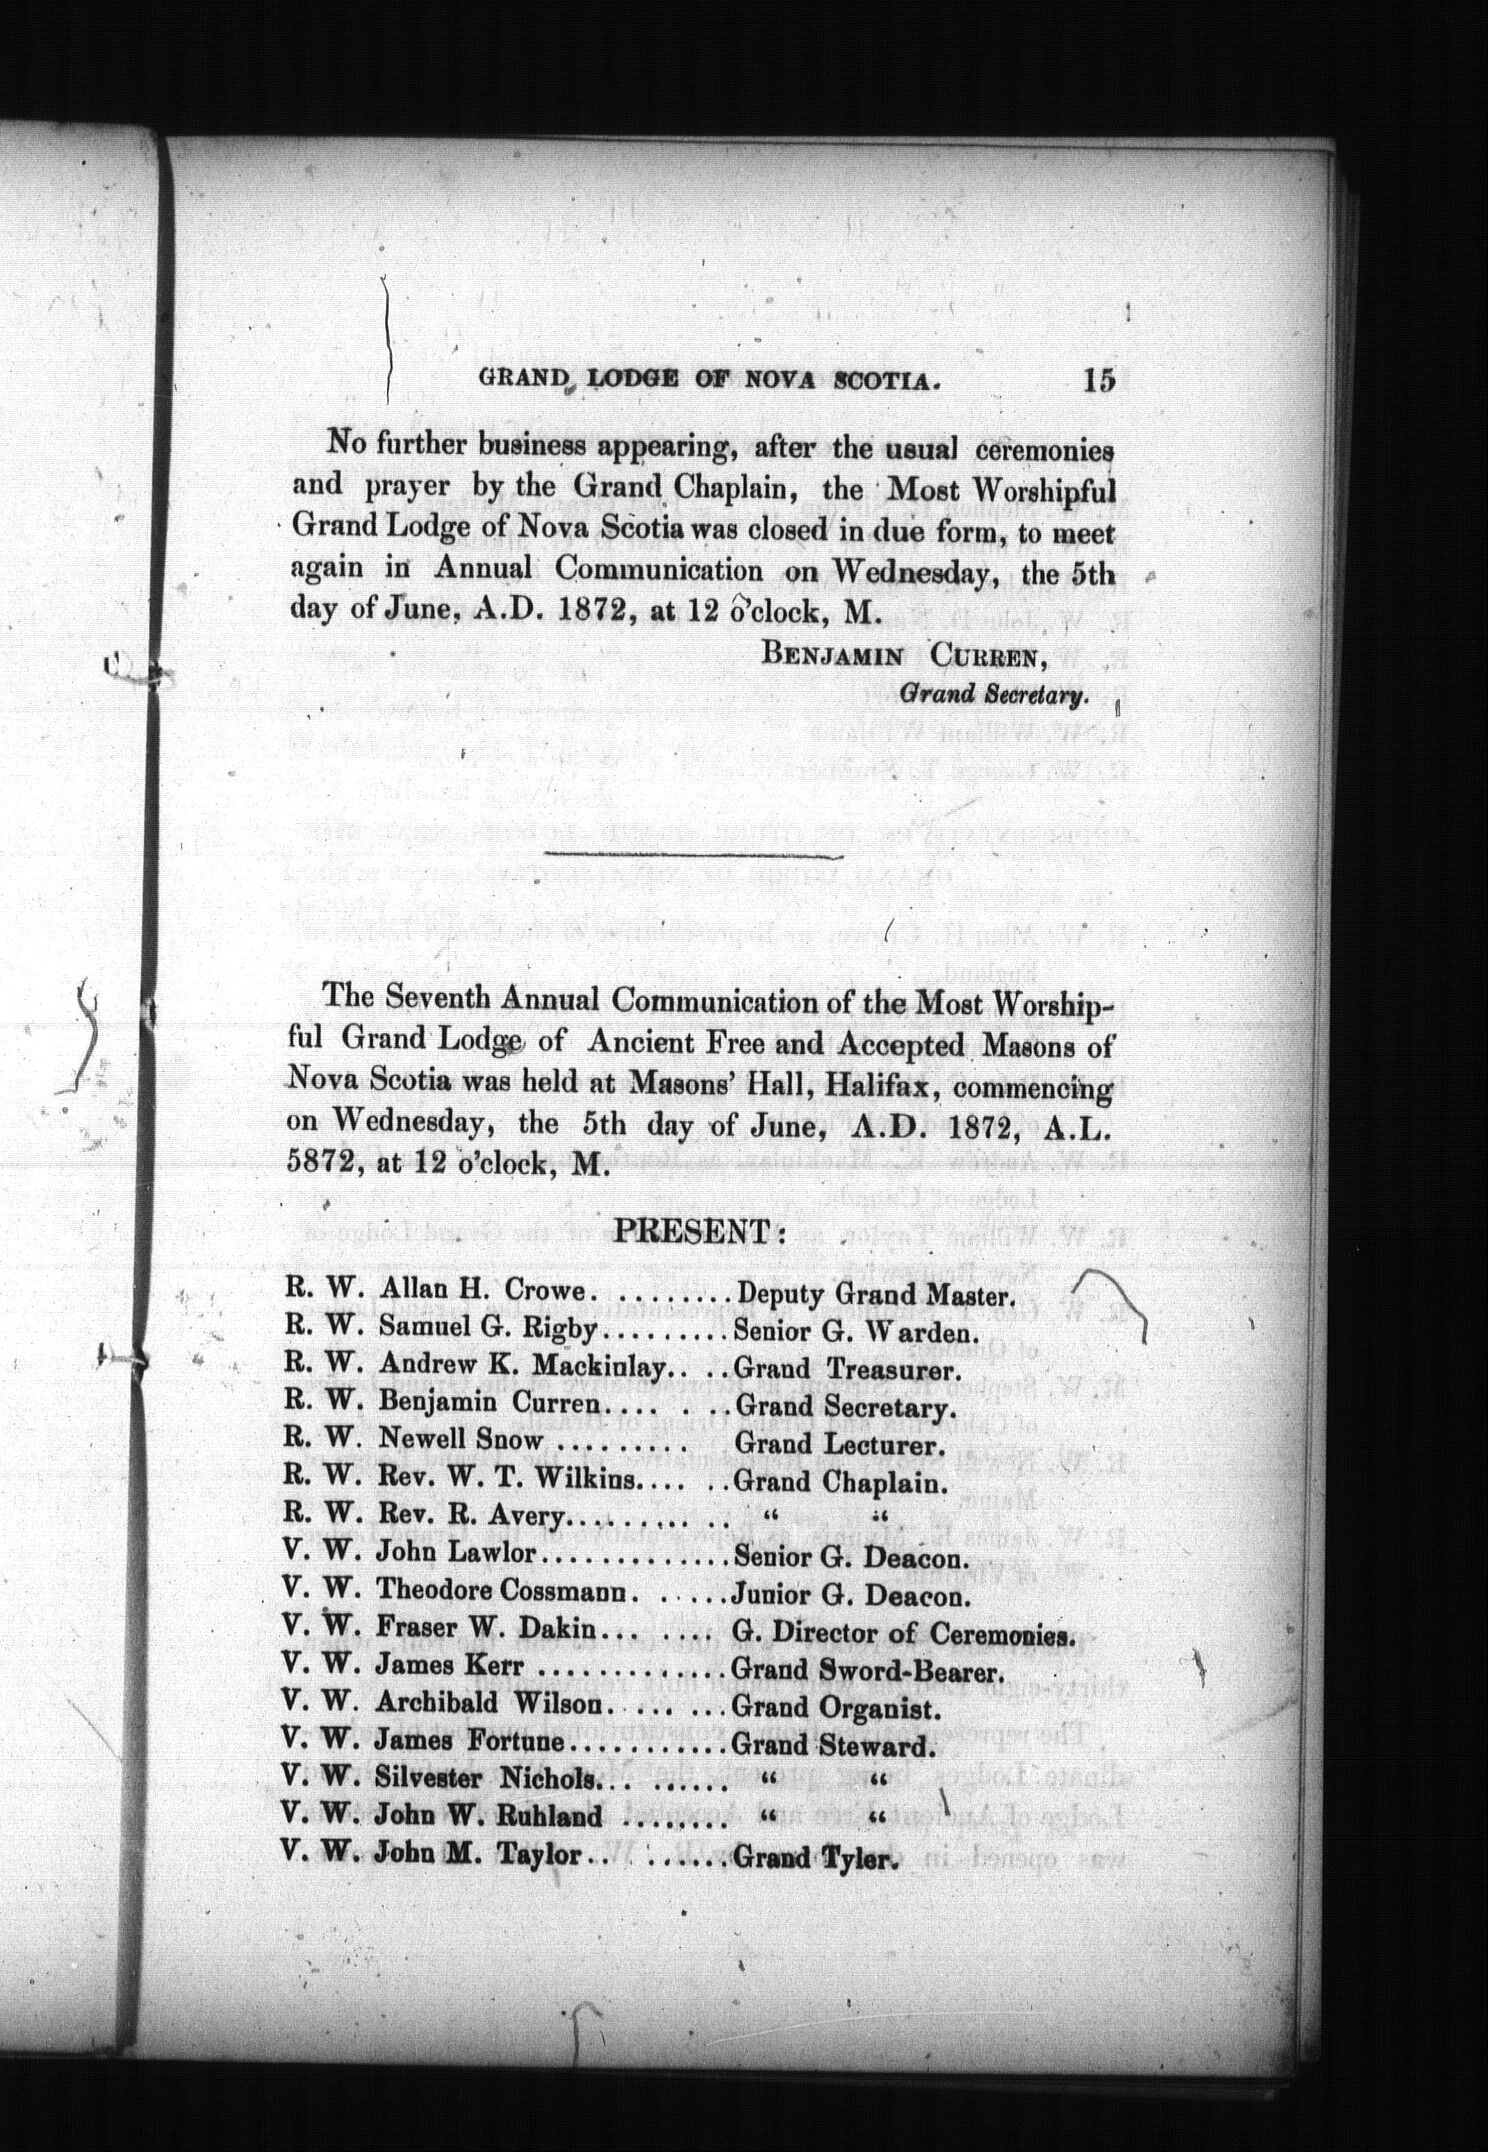 GRAND LODGE OF NOVA SCOTIA. 15
No further business appearing, after the usual ceremonies
and prayer by the Grand Chaplain, the Most Worshipful
Grand Lodge of Nova Scotia was closed in due form, to meet
again in Annual Communication on Wednesday, the 5th
day of June, A.D. 1872, at 12 o'clock, M.
BENJAMIN CURREN,
Grand Secretary.
The Seventh Annual Communication of the Most Worship-
ful Grand Lodge of Ancient Free and Accepted Masons of
Nova Scotia was held at Masons' Hall, Halifax, commencing
on Wednesday, the 5th day of June, A.D. 1872, A.L.
5872, at 12 o'clock, M.
PRESENT:
R. W. Allan H. Crowe.......... Deputy Grand Master.
R. W. Samuel G. Rigby......... Senior G. Warden.
R. W. Andrew K. Mackinlay.. ..Grand Treasurer.
R. W. Benjamin Curren.... . ..Grand Secretary.
R. W. Newell Snow ......... Grand Lecturer.
R. W. Rev. W. T. Wilkins.... ..Grand Chaplain.
R. W. Rev. R. Avery........... " "
V. W. John Lawlor.............Senior G. Deacon.
V. W. Theodore Cossmann. . ....Junior G. Deacon.
V. W. Fraser W. Dakin... .... G. Director of Ceremonies.
V. W. James Kerr .............Grand Sword-Bearer.
V. W. Archibald Wilson. ... ...Grand Organist.
V. W. James Fortune...........Grand Steward.
V. W. Silvester Nichols... ...... " "
V. W. John W. Ruhland ........ " "
V. W. John M. Taylor. . . ......Grand Tyler.